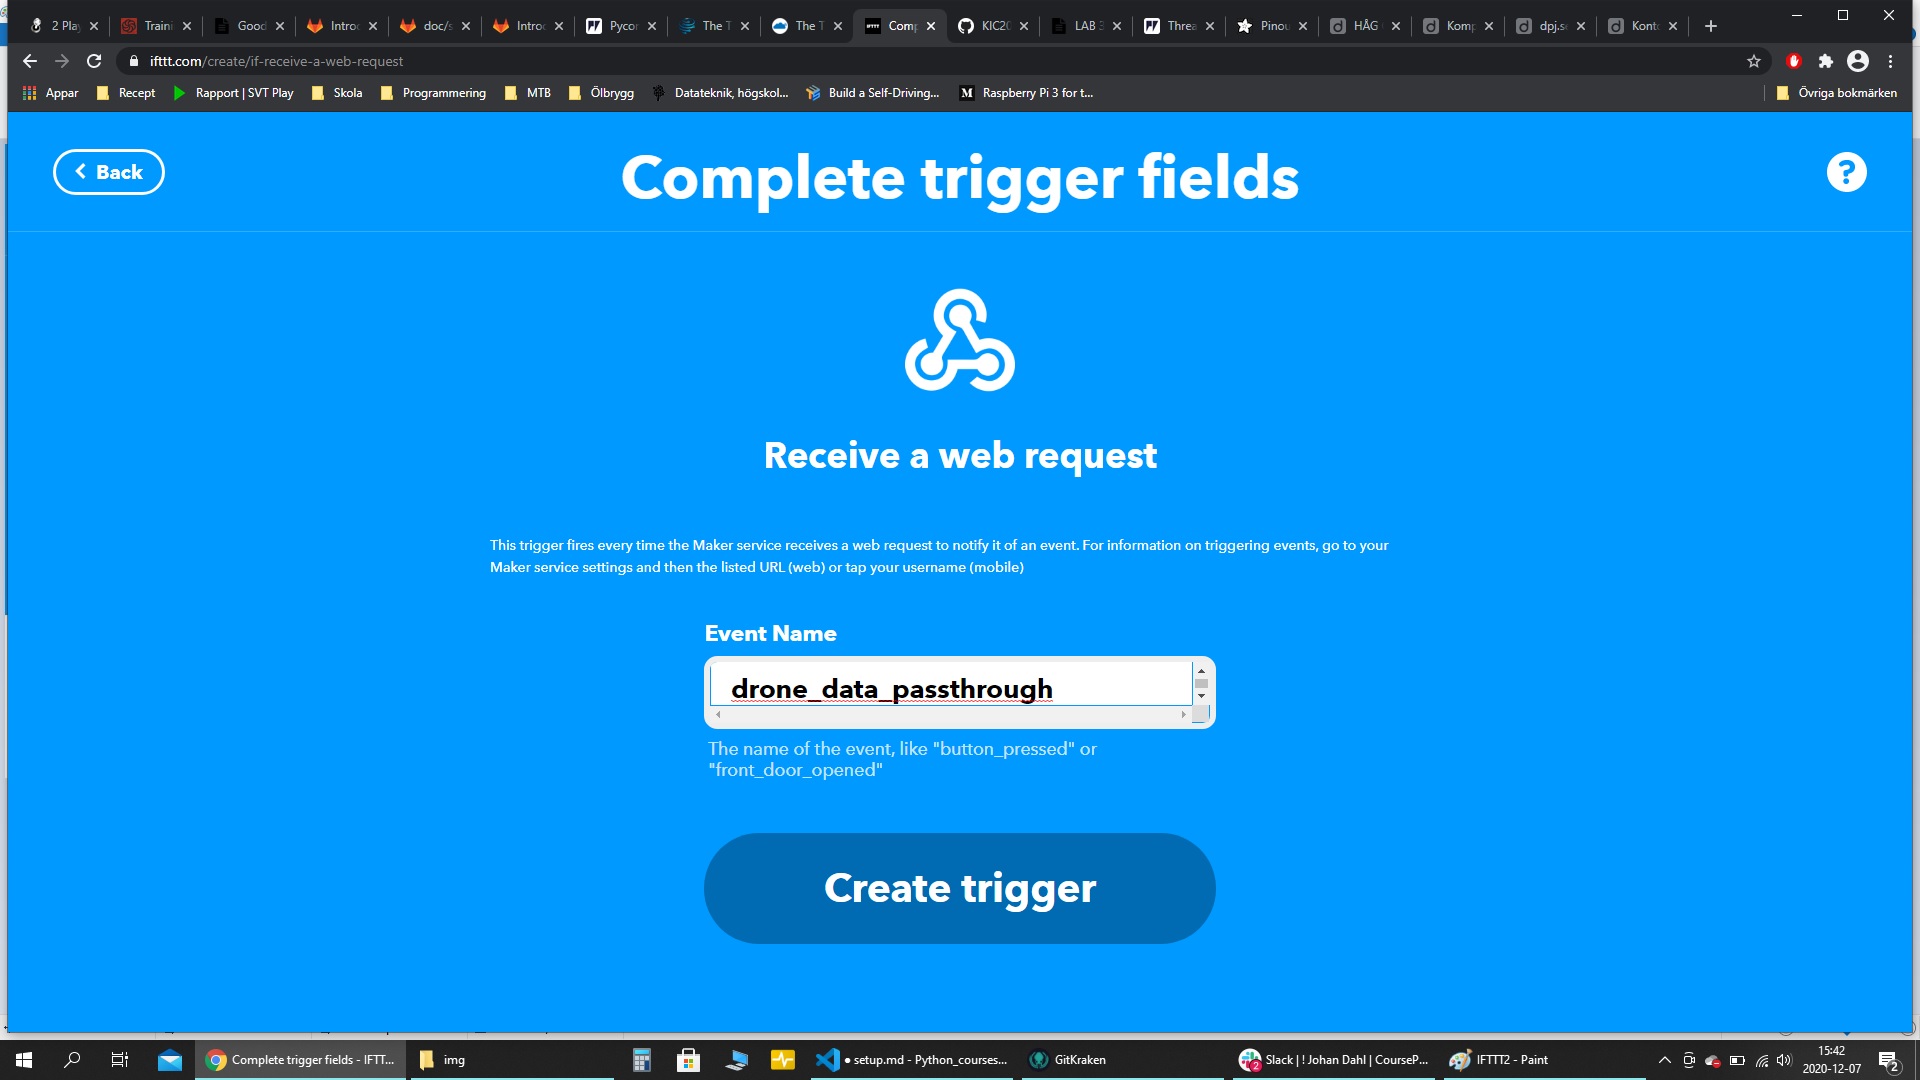 2 Play
Traini
Good
Introd
doc/s
Introd
Pycor
The T
The T
Comp
KIC20
LAB 3
Threa
Pinou
HÅG
Komp
dpj.se
Konto
ifttt.com/create/if-receive-a-web-request
Appar
Recept
Rapport | SVT Play
Skola
Programmering
MTB
Ölbrygg
Datateknik, högskol...
Build a Self-Driving...
Raspberry Pi 3 for t...
Övriga bokmärken
Back
Complete trigger fields
?
Receive a web request
This trigger fires every time the Maker service receives a web request to notify it of an event. For information on triggering events, go to your
Maker service settings and then the listed URL (web) or tap your username (mobile)
Event Name
drone_data_passthrough
The name of the event, like "button_pressed" or
"front_door_opened"
Create trigger
Complete trigger fields - IFTT...
img
● setup.md - Python_courses...
GitKraken
2
Slack | ! Johan Dahl | CourseP...
IFTTT2 - Paint
15:42
2020-12-07
2